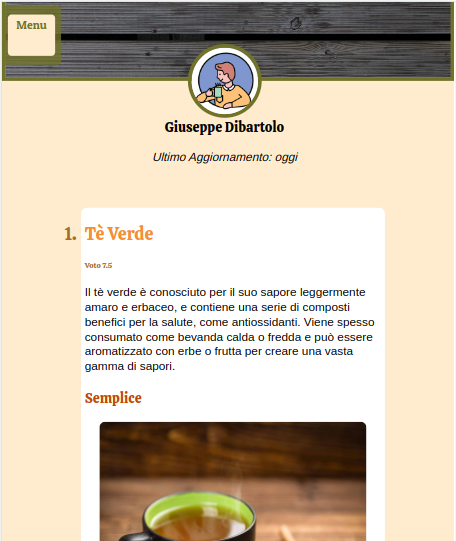 Menu
Giuseppe Dibartolo
Ultimo Aggiornamento: oggi
1. Tè Verde
Voto 7.5
Il tè verde è conosciuto per il suo sapore leggermente
amaro e erbaceo, e contiene una serie di composti
benefici per la salute, come antiossidanti. Viene spesso
consumato come bevanda calda o fredda e può essere
aromatizzato con erbe o frutta per creare una vasta
gamma di sapori.
Semplice